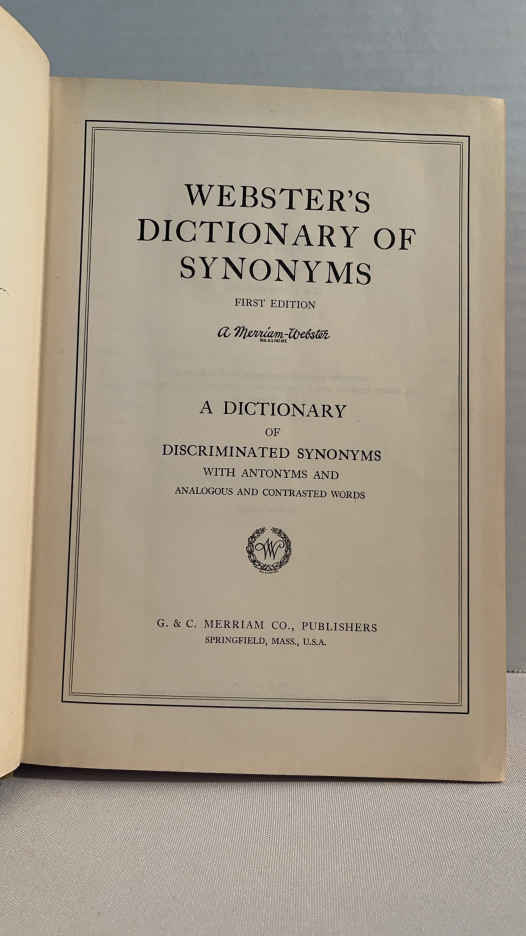 WEBSTER'S
DICTIONARY OF
SYNONYMS
FIRST EDITION
a Merriam-Webster
A DICTIONARY
OF
DISCRIMINATED SYNONYMS
WITH ANTONYMS AND
ANALOGOUS AND CONTRASTED WORDS
W
G. & C. MERRIAM CO., PUBLISHERS
SPRINGFIELD, MASS., U.S.A.